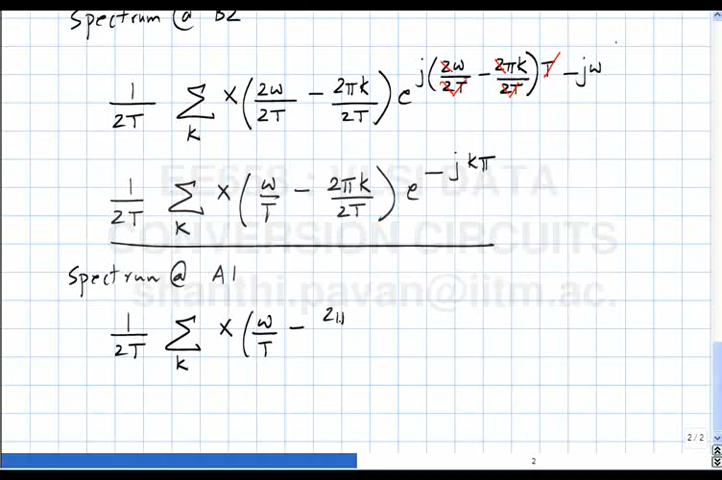 Spectrum @ B2
1/2T Σ_K X(2ω/2T − 2πk/2T) e^{j(2ω/2T − 2πk/2T)T − jω}
1/2T Σ_K X(ω/T − 2πk/2T) e^{−jkπ}
EE658 : VLSI DATA
CONVERSION CIRCUITS
Spectrum @ A1
shanthi.pavan@iitm.ac.
1/2T Σ_K X(ω/T −
2/2
2